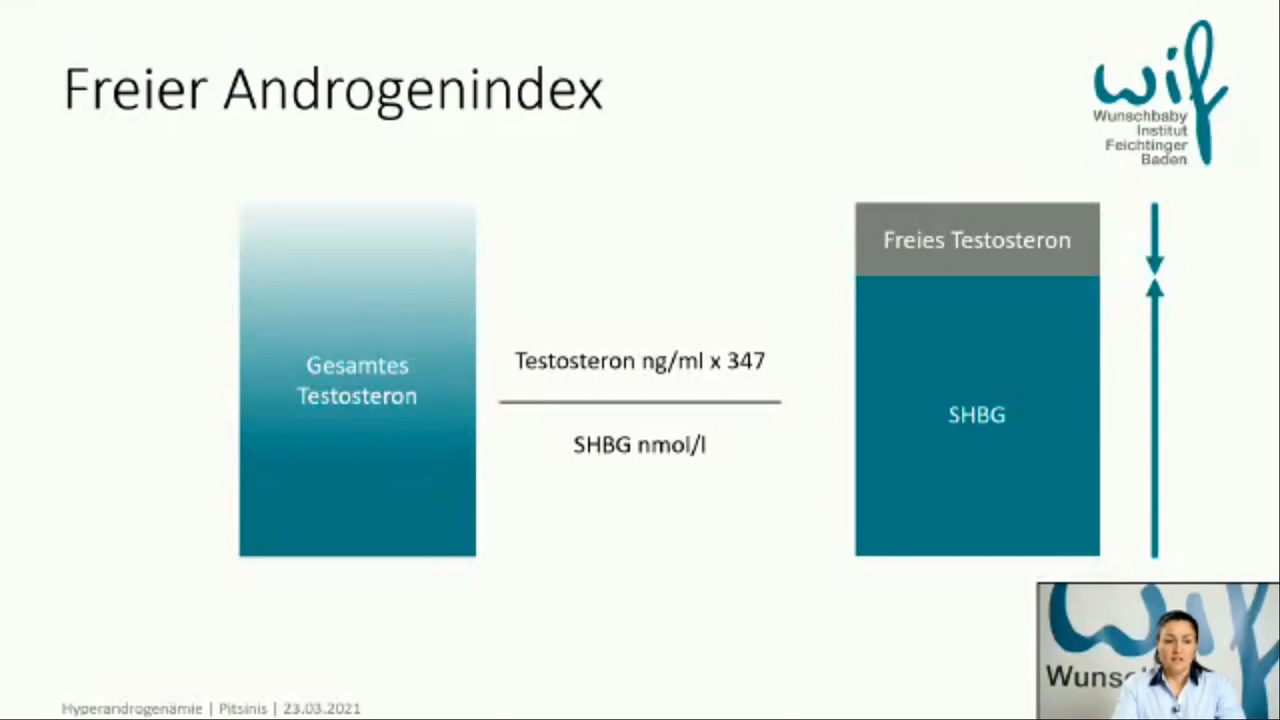 Freier Androgenindex
wif
Wunschbaby
Institut
Feichtinger
Baden
Gesamtes
Testosteron
Testosteron ng/ml x 347
SHBG nmol/l
Freies Testosteron
SHBG
Hyperandrogenämie | Pitsinis | 23.03.2021
wif